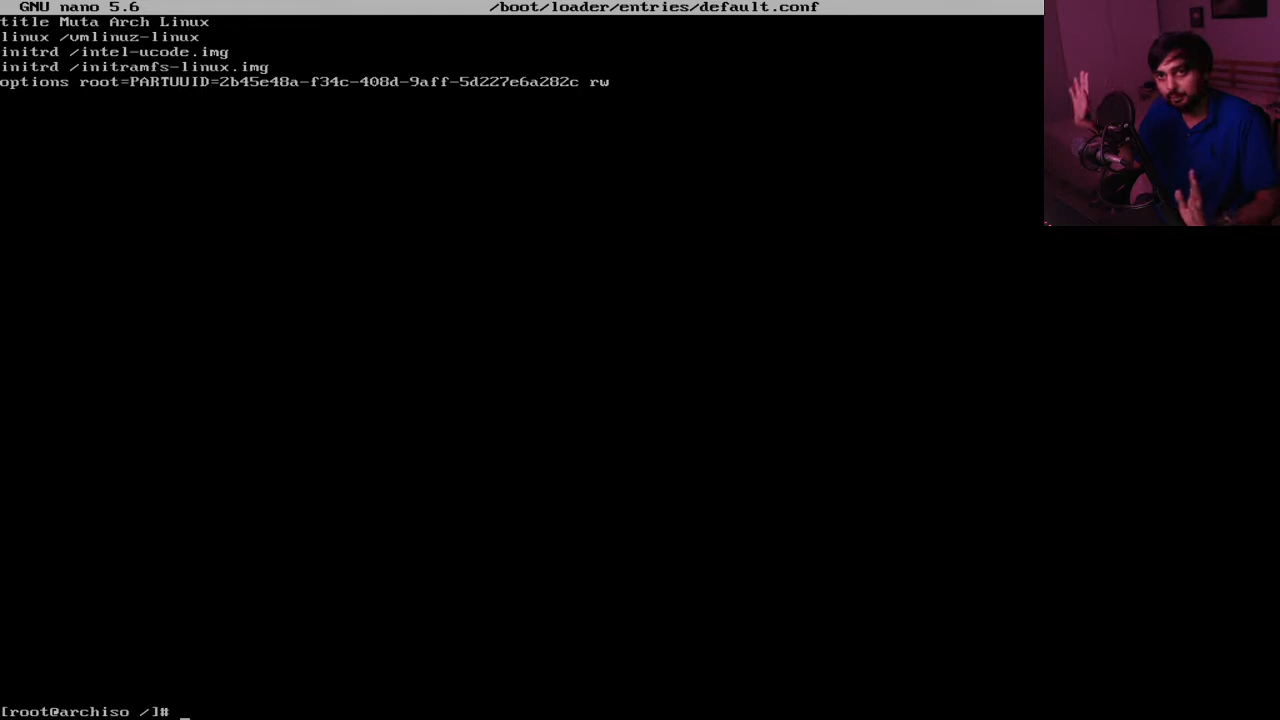 GNU nano 5.6 /boot/loader/entries/default.conf
title Muta Arch Linux
linux /vmlinuz-linux
initrd /intel-ucode.img
initrd /initramfs-linux.img
options root=PARTUUID=2b45e48a-f34c-408d-9aff-5d227e6a282c rw
[root@archiso /]# _